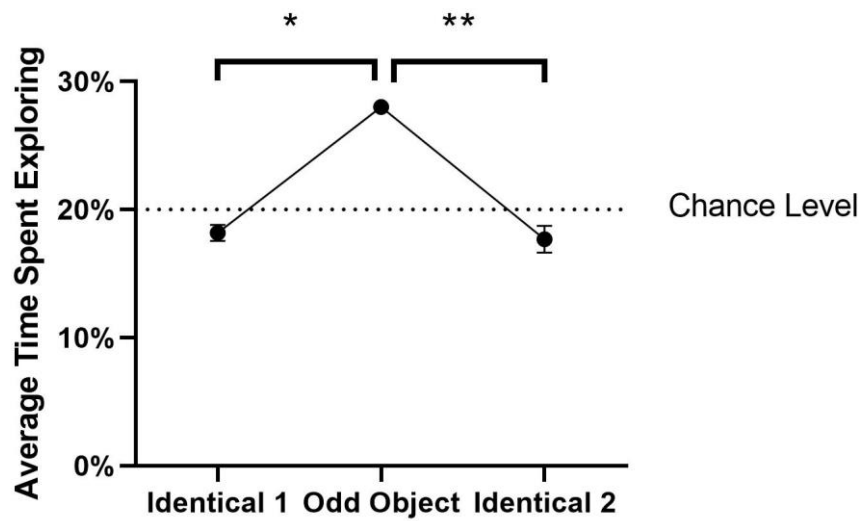 * **
Average Time Spent Exploring
30%
20%
10%
0%
Chance Level
Identical 1 Odd Object Identical 2